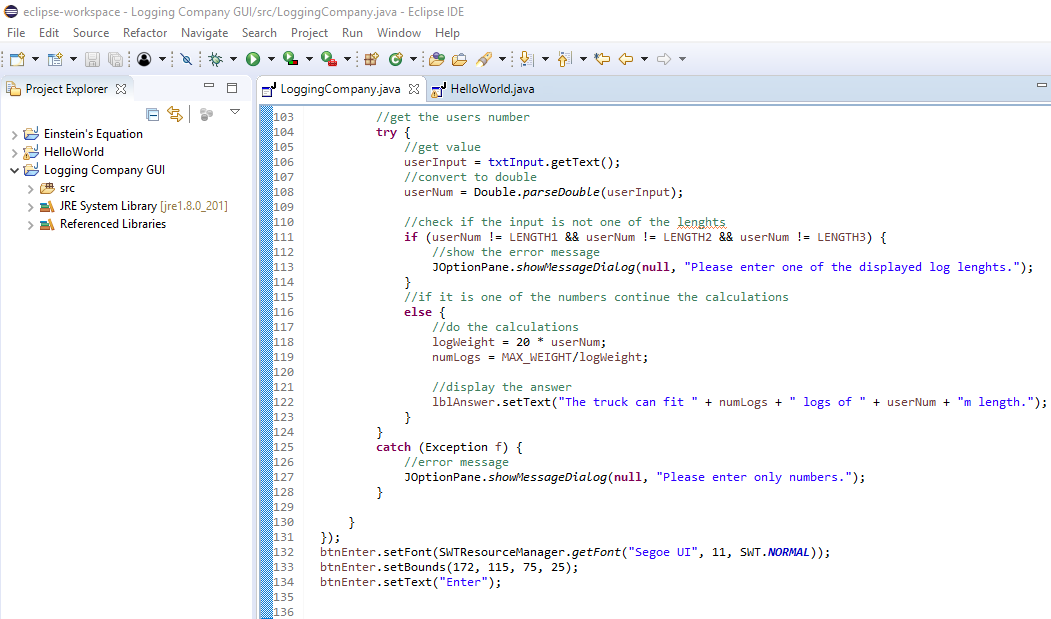 eclipse-workspace - Logging Company GUI/src/LoggingCompany.java - Eclipse IDE
File Edit Source Refactor Navigate Search Project Run Window Help
Project Explorer
LoggingCompany.java
HelloWorld.java
Einstein's Equation
HelloWorld
Logging Company GUI
src
JRE System Library [jre1.8.0_201]
Referenced Libraries
103 //get the users number
104 try {
105 //get value
106 userInput = txtInput.getText();
107 //convert to double
108 userNum = Double.parseDouble(userInput);
109
110 //check if the input is not one of the lenghts
111 if (userNum != LENGTH1 && userNum != LENGTH2 && userNum != LENGTH3) {
112 //show the error message
113 JOptionPane.showMessageDialog(null, "Please enter one of the displayed log lenghts.");
114 }
115 //if it is one of the numbers continue the calculations
116 else {
117 //do the calculations
118 logWeight = 20 * userNum;
119 numLogs = MAX_WEIGHT/logWeight;
120
121 //display the answer
122 lblAnswer.setText("The truck can fit " + numLogs + " logs of " + userNum + "m length.");
123 }
124 }
125 catch (Exception f) {
126 //error message
127 JOptionPane.showMessageDialog(null, "Please enter only numbers.");
128 }
129
130 }
131 });
132 btnEnter.setFont(SWTResourceManager.getFont("Segoe UI", 11, SWT.NORMAL));
133 btnEnter.setBounds(172, 115, 75, 25);
134 btnEnter.setText("Enter");
135
136